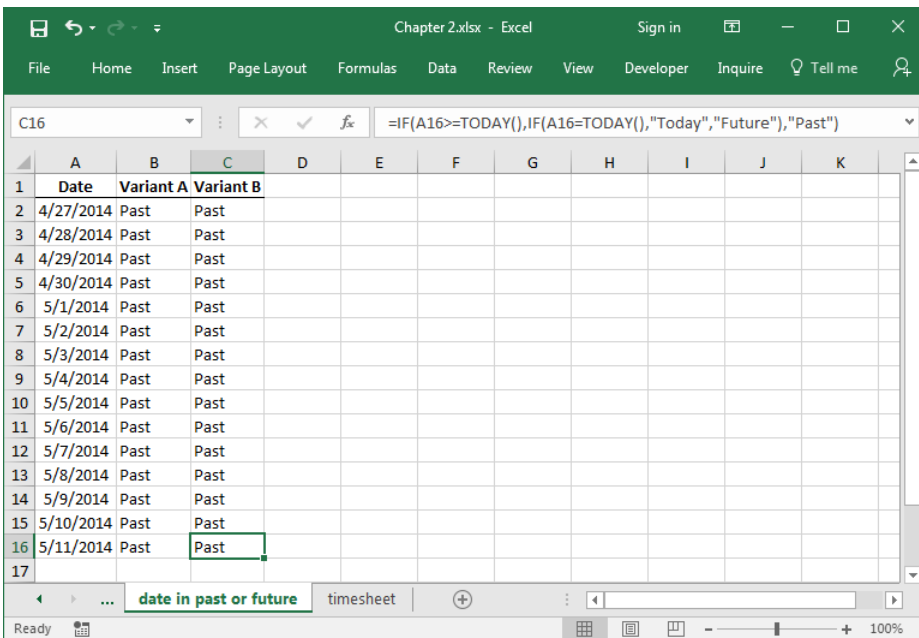 Chapter 2.xlsx - Excel
Sign in
File Home Insert Page Layout Formulas Data Review View Developer Inquire Tell me
C16 fx =IF(A16>=TODAY(),IF(A16=TODAY(),"Today","Future"),"Past")
A B C D E F G H I J K
1 Date Variant A Variant B
2 4/27/2014 Past Past
3 4/28/2014 Past Past
4 4/29/2014 Past Past
5 4/30/2014 Past Past
6 5/1/2014 Past Past
7 5/2/2014 Past Past
8 5/3/2014 Past Past
9 5/4/2014 Past Past
10 5/5/2014 Past Past
11 5/6/2014 Past Past
12 5/7/2014 Past Past
13 5/8/2014 Past Past
14 5/9/2014 Past Past
15 5/10/2014 Past Past
16 5/11/2014 Past Past
17
... date in past or future timesheet
Ready 100%